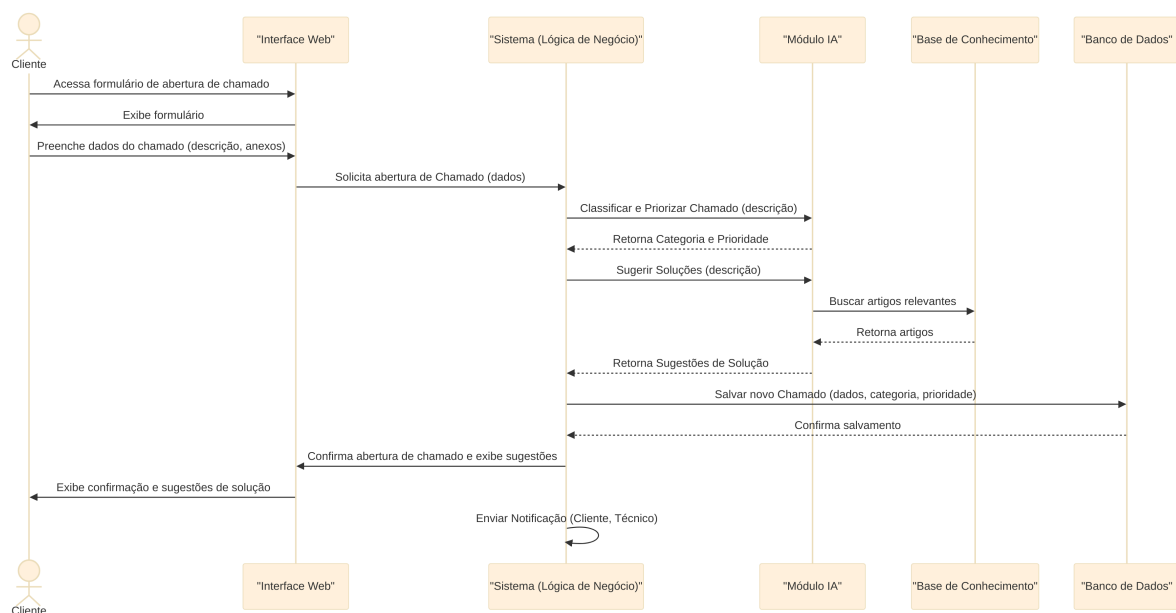 Cliente
"Interface Web"
"Sistema (Lógica de Negócio)"
"Módulo IA"
"Base de Conhecimento"
"Banco de Dados"
Acessa formulário de abertura de chamado
Exibe formulário
Preenche dados do chamado (descrição, anexos)
Solicita abertura de Chamado (dados)
Classificar e Priorizar Chamado (descrição)
Retorna Categoria e Prioridade
Sugerir Soluções (descrição)
Buscar artigos relevantes
Retorna artigos
Retorna Sugestões de Solução
Salvar novo Chamado (dados, categoria, prioridade)
Confirma salvamento
Confirma abertura de chamado e exibe sugestões
Exibe confirmação e sugestões de solução
Enviar Notificação (Cliente, Técnico)
Cliente
"Interface Web"
"Sistema (Lógica de Negócio)"
"Módulo IA"
"Base de Conhecimento"
"Banco de Dados"